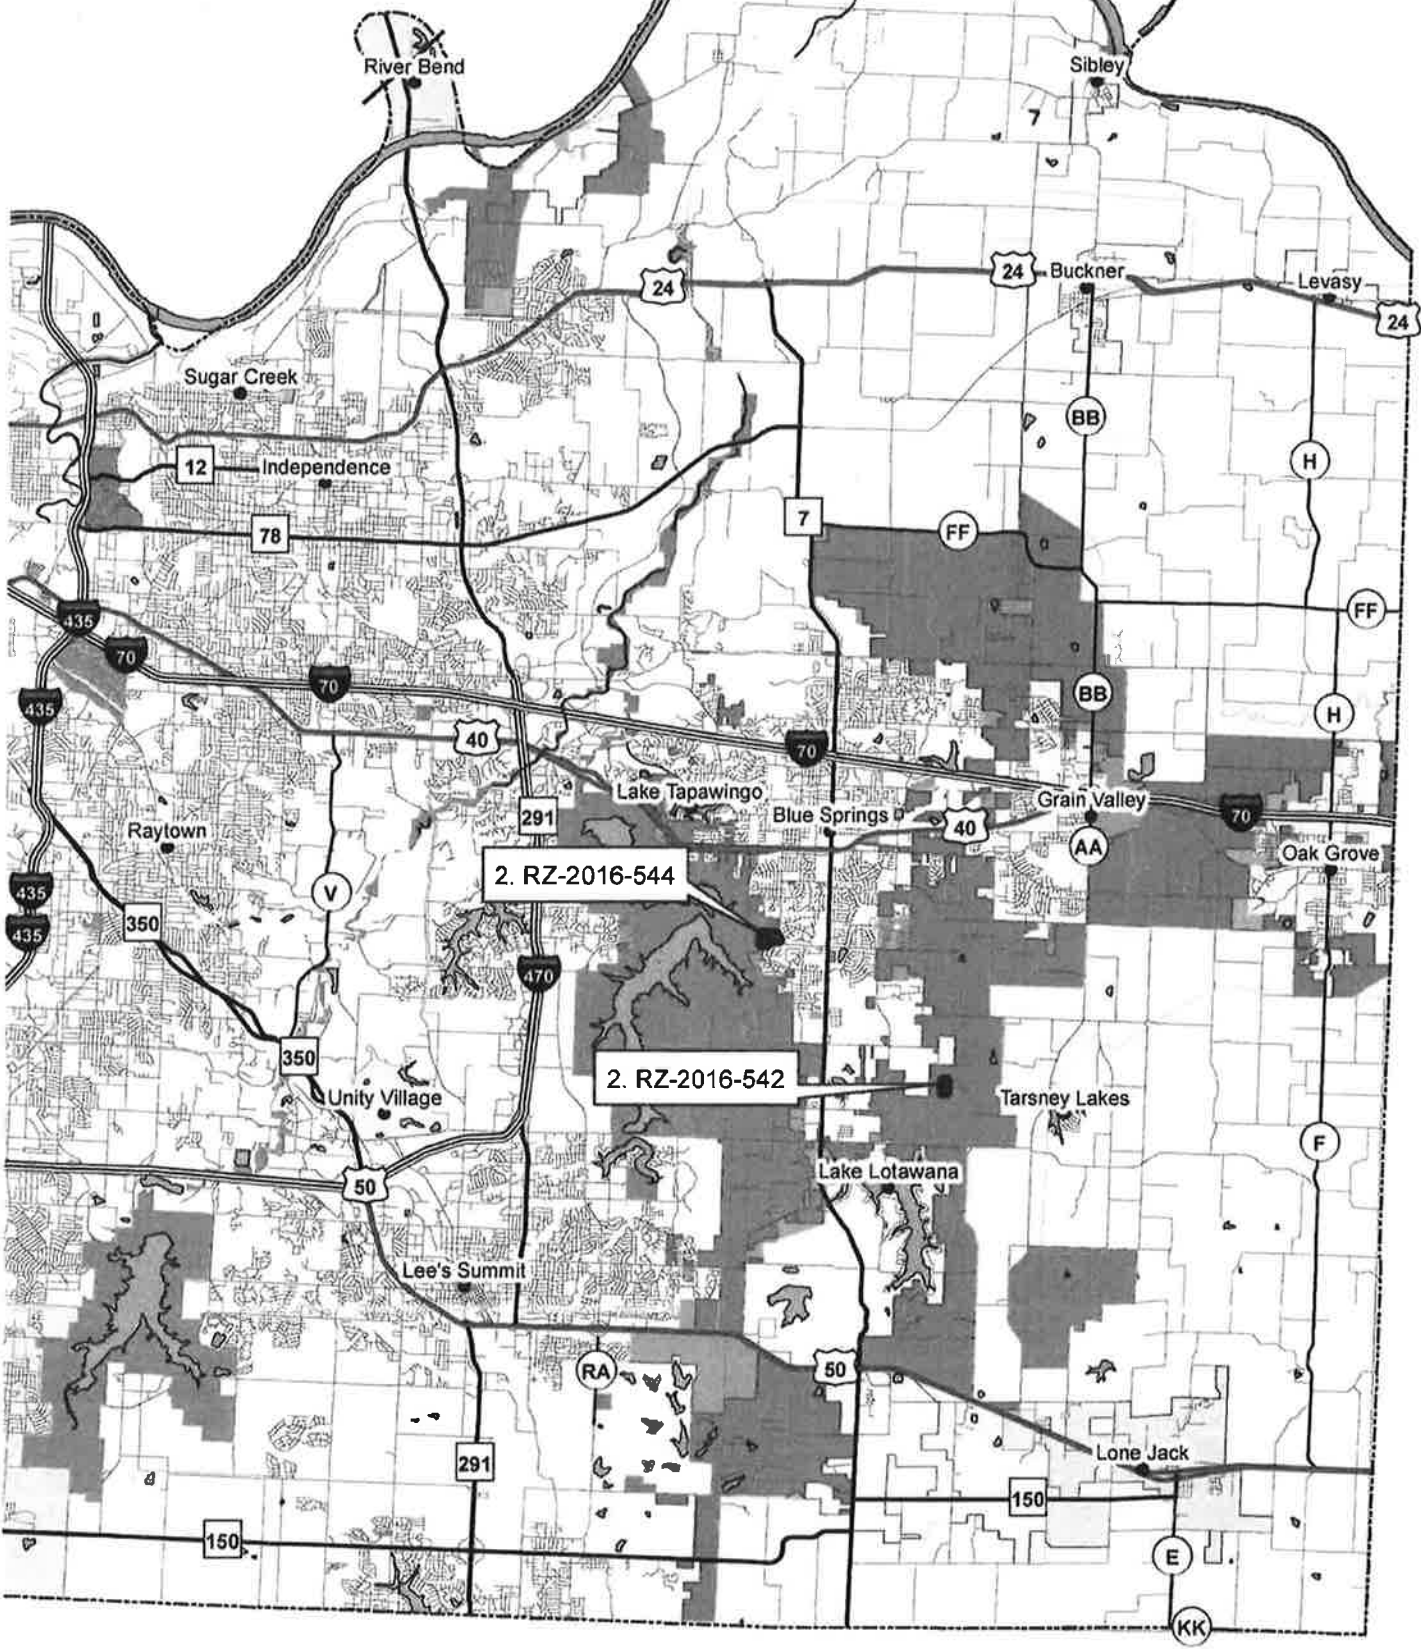 River Bend
Sibley
7
24
24
Buckner
Levasy
24
Sugar Creek
BB
12
Independence
H
78
7
FF
435
FF
70
70
BB
435
H
40
70
Lake Tapawingo
Grain Valley
291
Blue Springs
40
70
Raytown
AA
Oak Grove
2. RZ-2016-544
435
V
350
435
470
350
2. RZ-2016-542
Unity Village
Tarsney Lakes
F
50
Lake Lotawana
Lee's Summit
RA
50
Lone Jack
291
150
150
E
KK